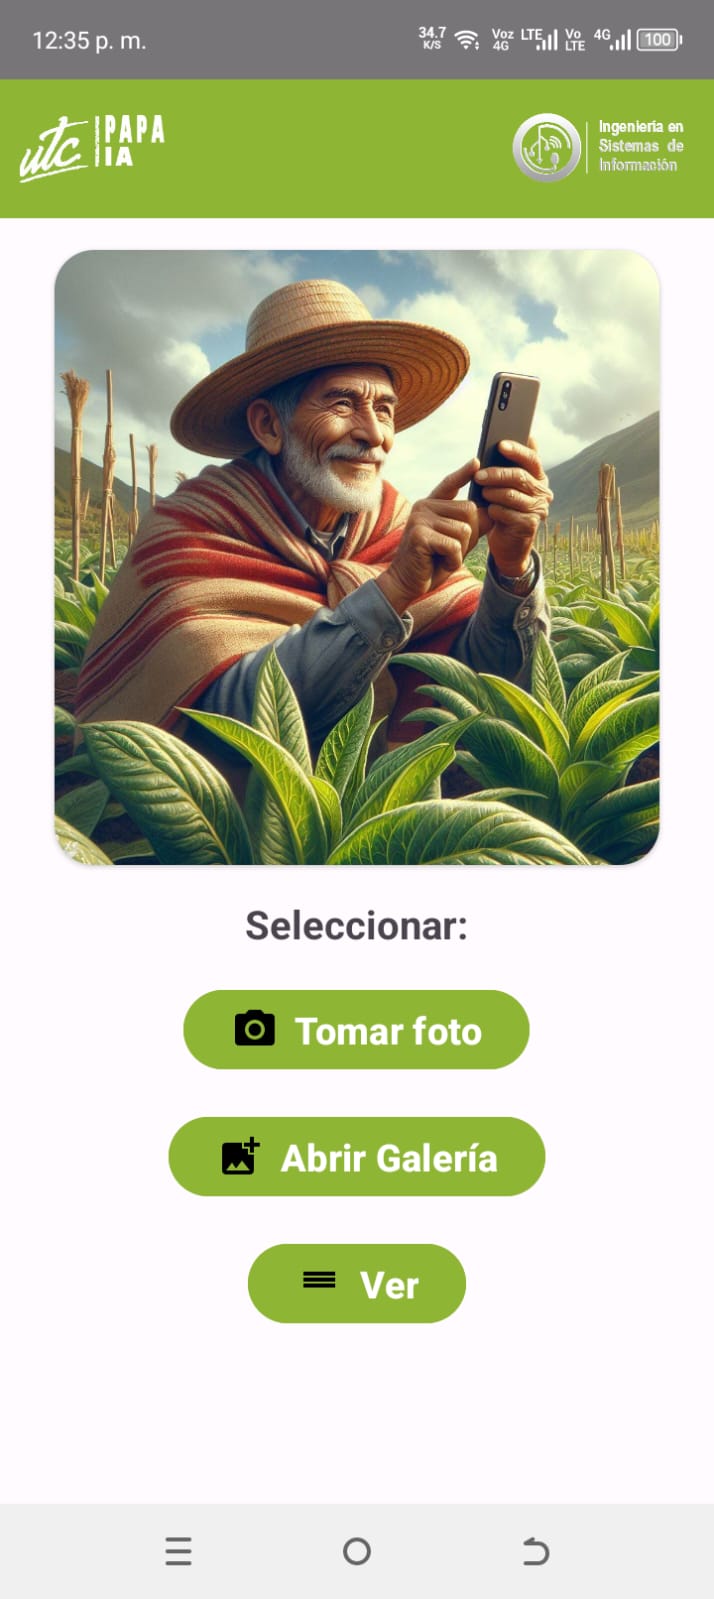 12:35 p. m.
34.7 K/S Voz 4G LTE Vo LTE 4G 100
utc PAPA IA
Ingeniería en
Sistemas de
Información
Seleccionar:
Tomar foto
Abrir Galería
Ver